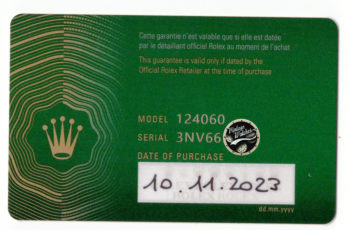 Cette garantie n'est valable que si elle est datée
par le détaillant officiel Rolex au moment de l'achat
This guarantee is valid only if dated by the
Official Rolex Retailer at the time of purchase
MODEL 124060
SERIAL 3NV66
DATE OF PURCHASE
10.11.2023
dd.mm.yyyy